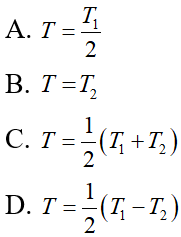 A. T = T₁/2
B. T = T₂
C. T = 1/2 (T₁ + T₂)
D. T = 1/2 (T₁ − T₂)